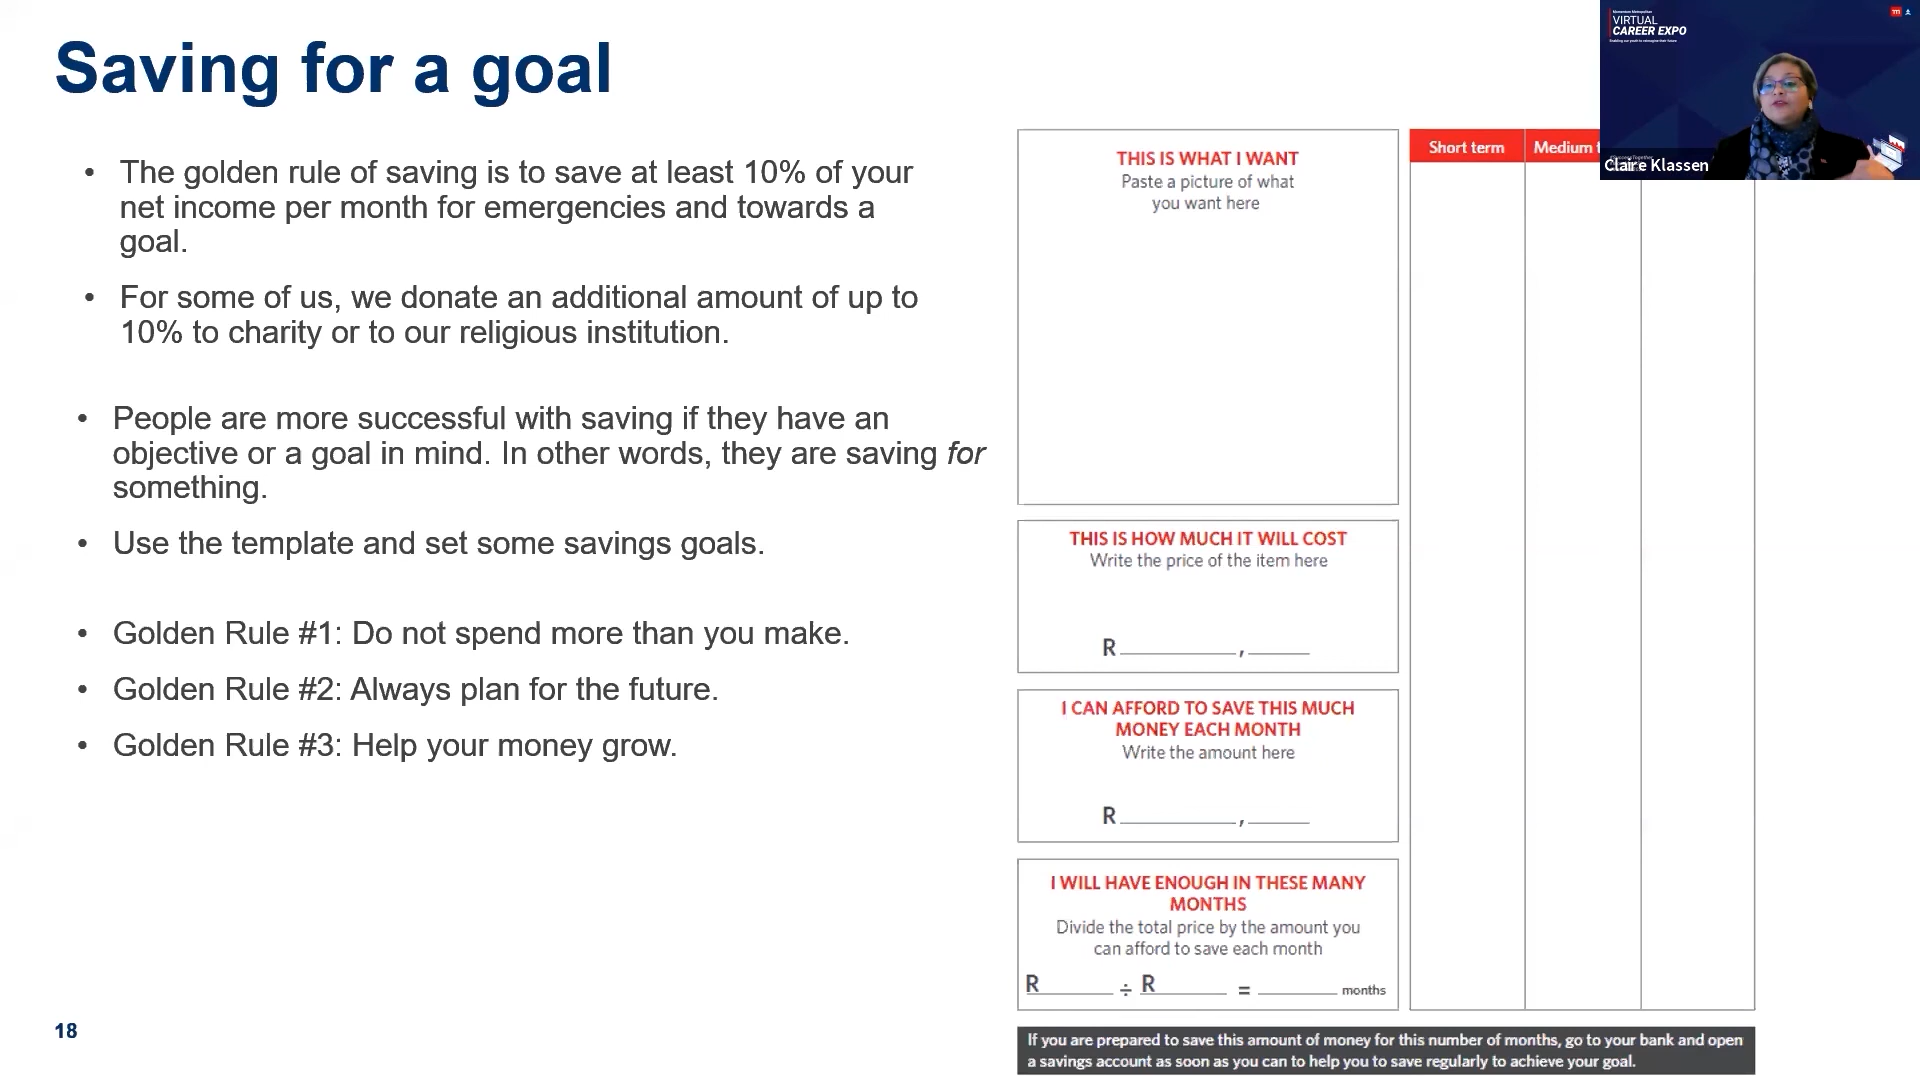 Saving for a goal
• The golden rule of saving is to save at least 10% of your
net income per month for emergencies and towards a
goal.
• For some of us, we donate an additional amount of up to
10% to charity or to our religious institution.
• People are more successful with saving if they have an
objective or a goal in mind. In other words, they are saving for
something.
• Use the template and set some savings goals.
• Golden Rule #1: Do not spend more than you make.
• Golden Rule #2: Always plan for the future.
• Golden Rule #3: Help your money grow.
18
THIS IS WHAT I WANT
Paste a picture of what
you want here
THIS IS HOW MUCH IT WILL COST
Write the price of the item here
R ________ , ____
I CAN AFFORD TO SAVE THIS MUCH
MONEY EACH MONTH
Write the amount here
R ________ , ____
I WILL HAVE ENOUGH IN THESE MANY
MONTHS
Divide the total price by the amount you
can afford to save each month
R ______ ÷ R ______ = ______ months
Short term
Medium
If you are prepared to save this amount of money for this number of months, go to your bank and open
a savings account as soon as you can to help you to save regularly to achieve your goal.
Momentum Metropolitan
VIRTUAL
CAREER EXPO
Claire Klassen